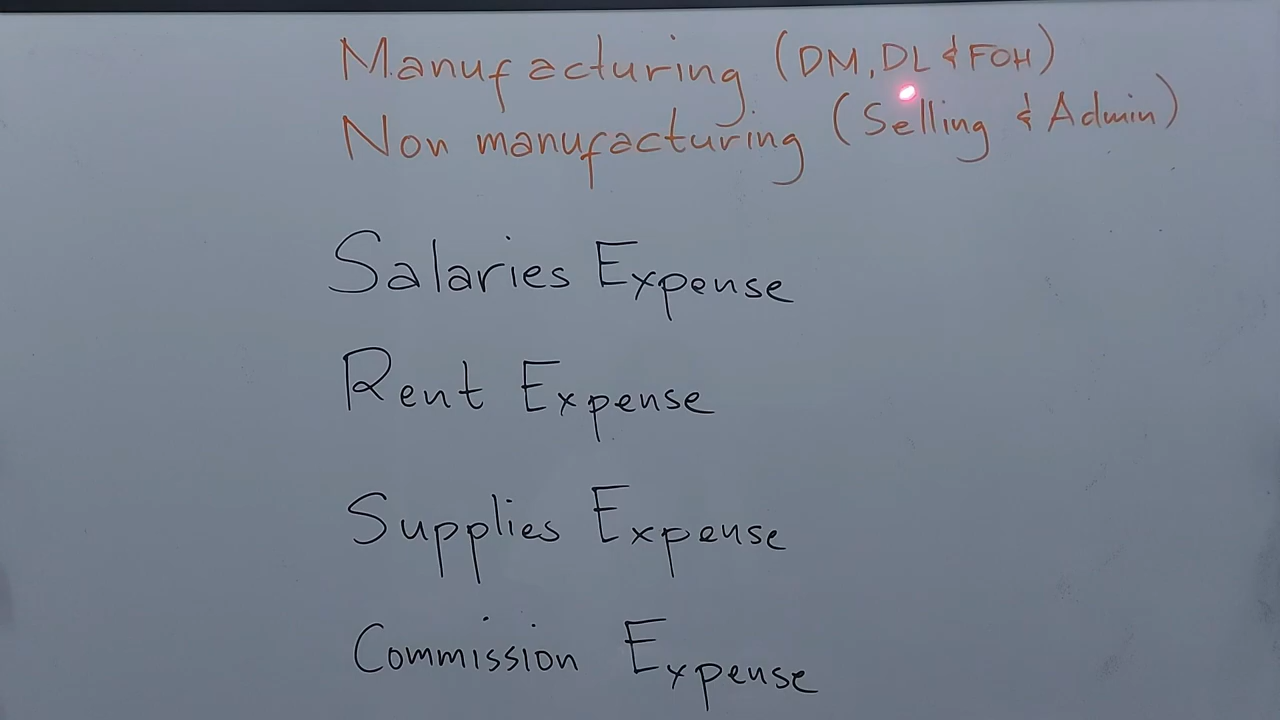 Manufacturing (DM, DL & FOH)
Non manufacturing (Selling & Admin)
Salaries Expense
Rent Expense
Supplies Expense
Commission Expense